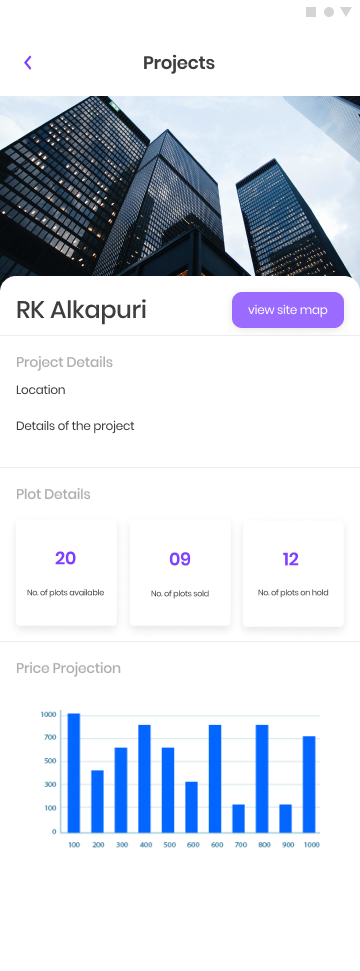 Projects
RK Alkapuri
view site map
Project Details
Location
Details of the project
Plot Details
20
09
12
No. of plots available
No. of plots sold
No. of plots on hold
Price Projection
1000
700
500
300
100
0
100 200 300 400 500 600 600 700 800 900 1000